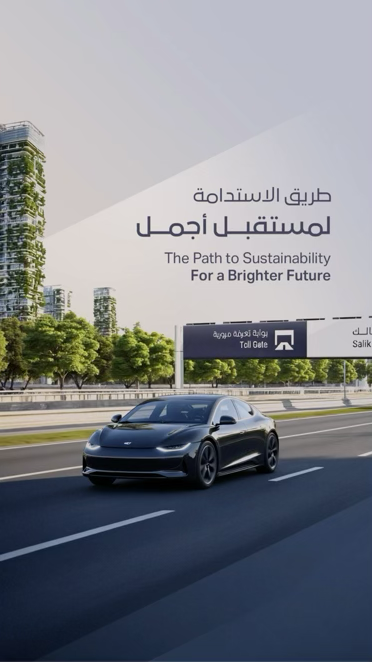 طريق الاستدامة
لمستقبل أجمل
The Path to Sustainability
For a Brighter Future
بوابة تعرفة مرورية
Toll Gate
Salik